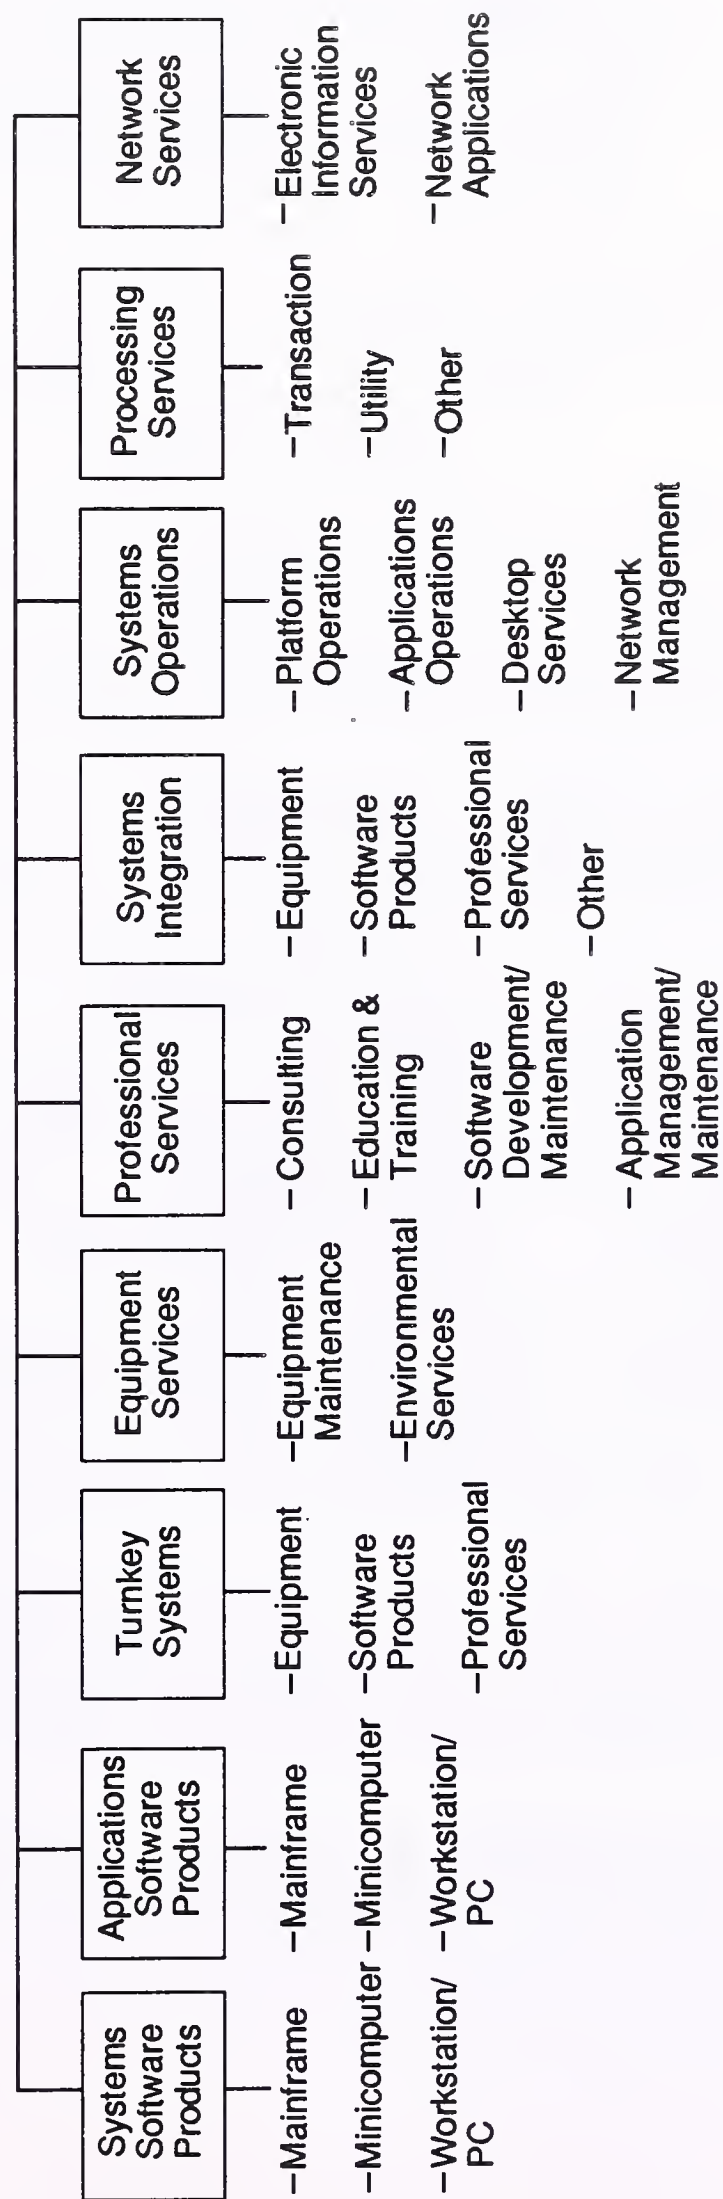 Systems
Software
Products
–Mainframe
–Minicomputer
–Workstation/
PC
Applications
Software
Products
–Mainframe
–Minicomputer
–Workstation/
PC
Turnkey
Systems
–Equipment
–Software
Products
–Professional
Services
Equipment
Services
–Equipment
Maintenance
–Environmental
Services
Professional
Services
– Consulting
– Education &
Training
– Software
Development/
Maintenance
– Application
Management/
Maintenance
Systems
Integration
–Equipment
–Software
Products
–Professional
Services
–Other
Systems
Operations
–Platform
Operations
–Applications
Operations
–Desktop
Services
–Network
Management
Processing
Services
–Transaction
–Utility
–Other
Network
Services
–Electronic
Information
Services
–Network
Applications